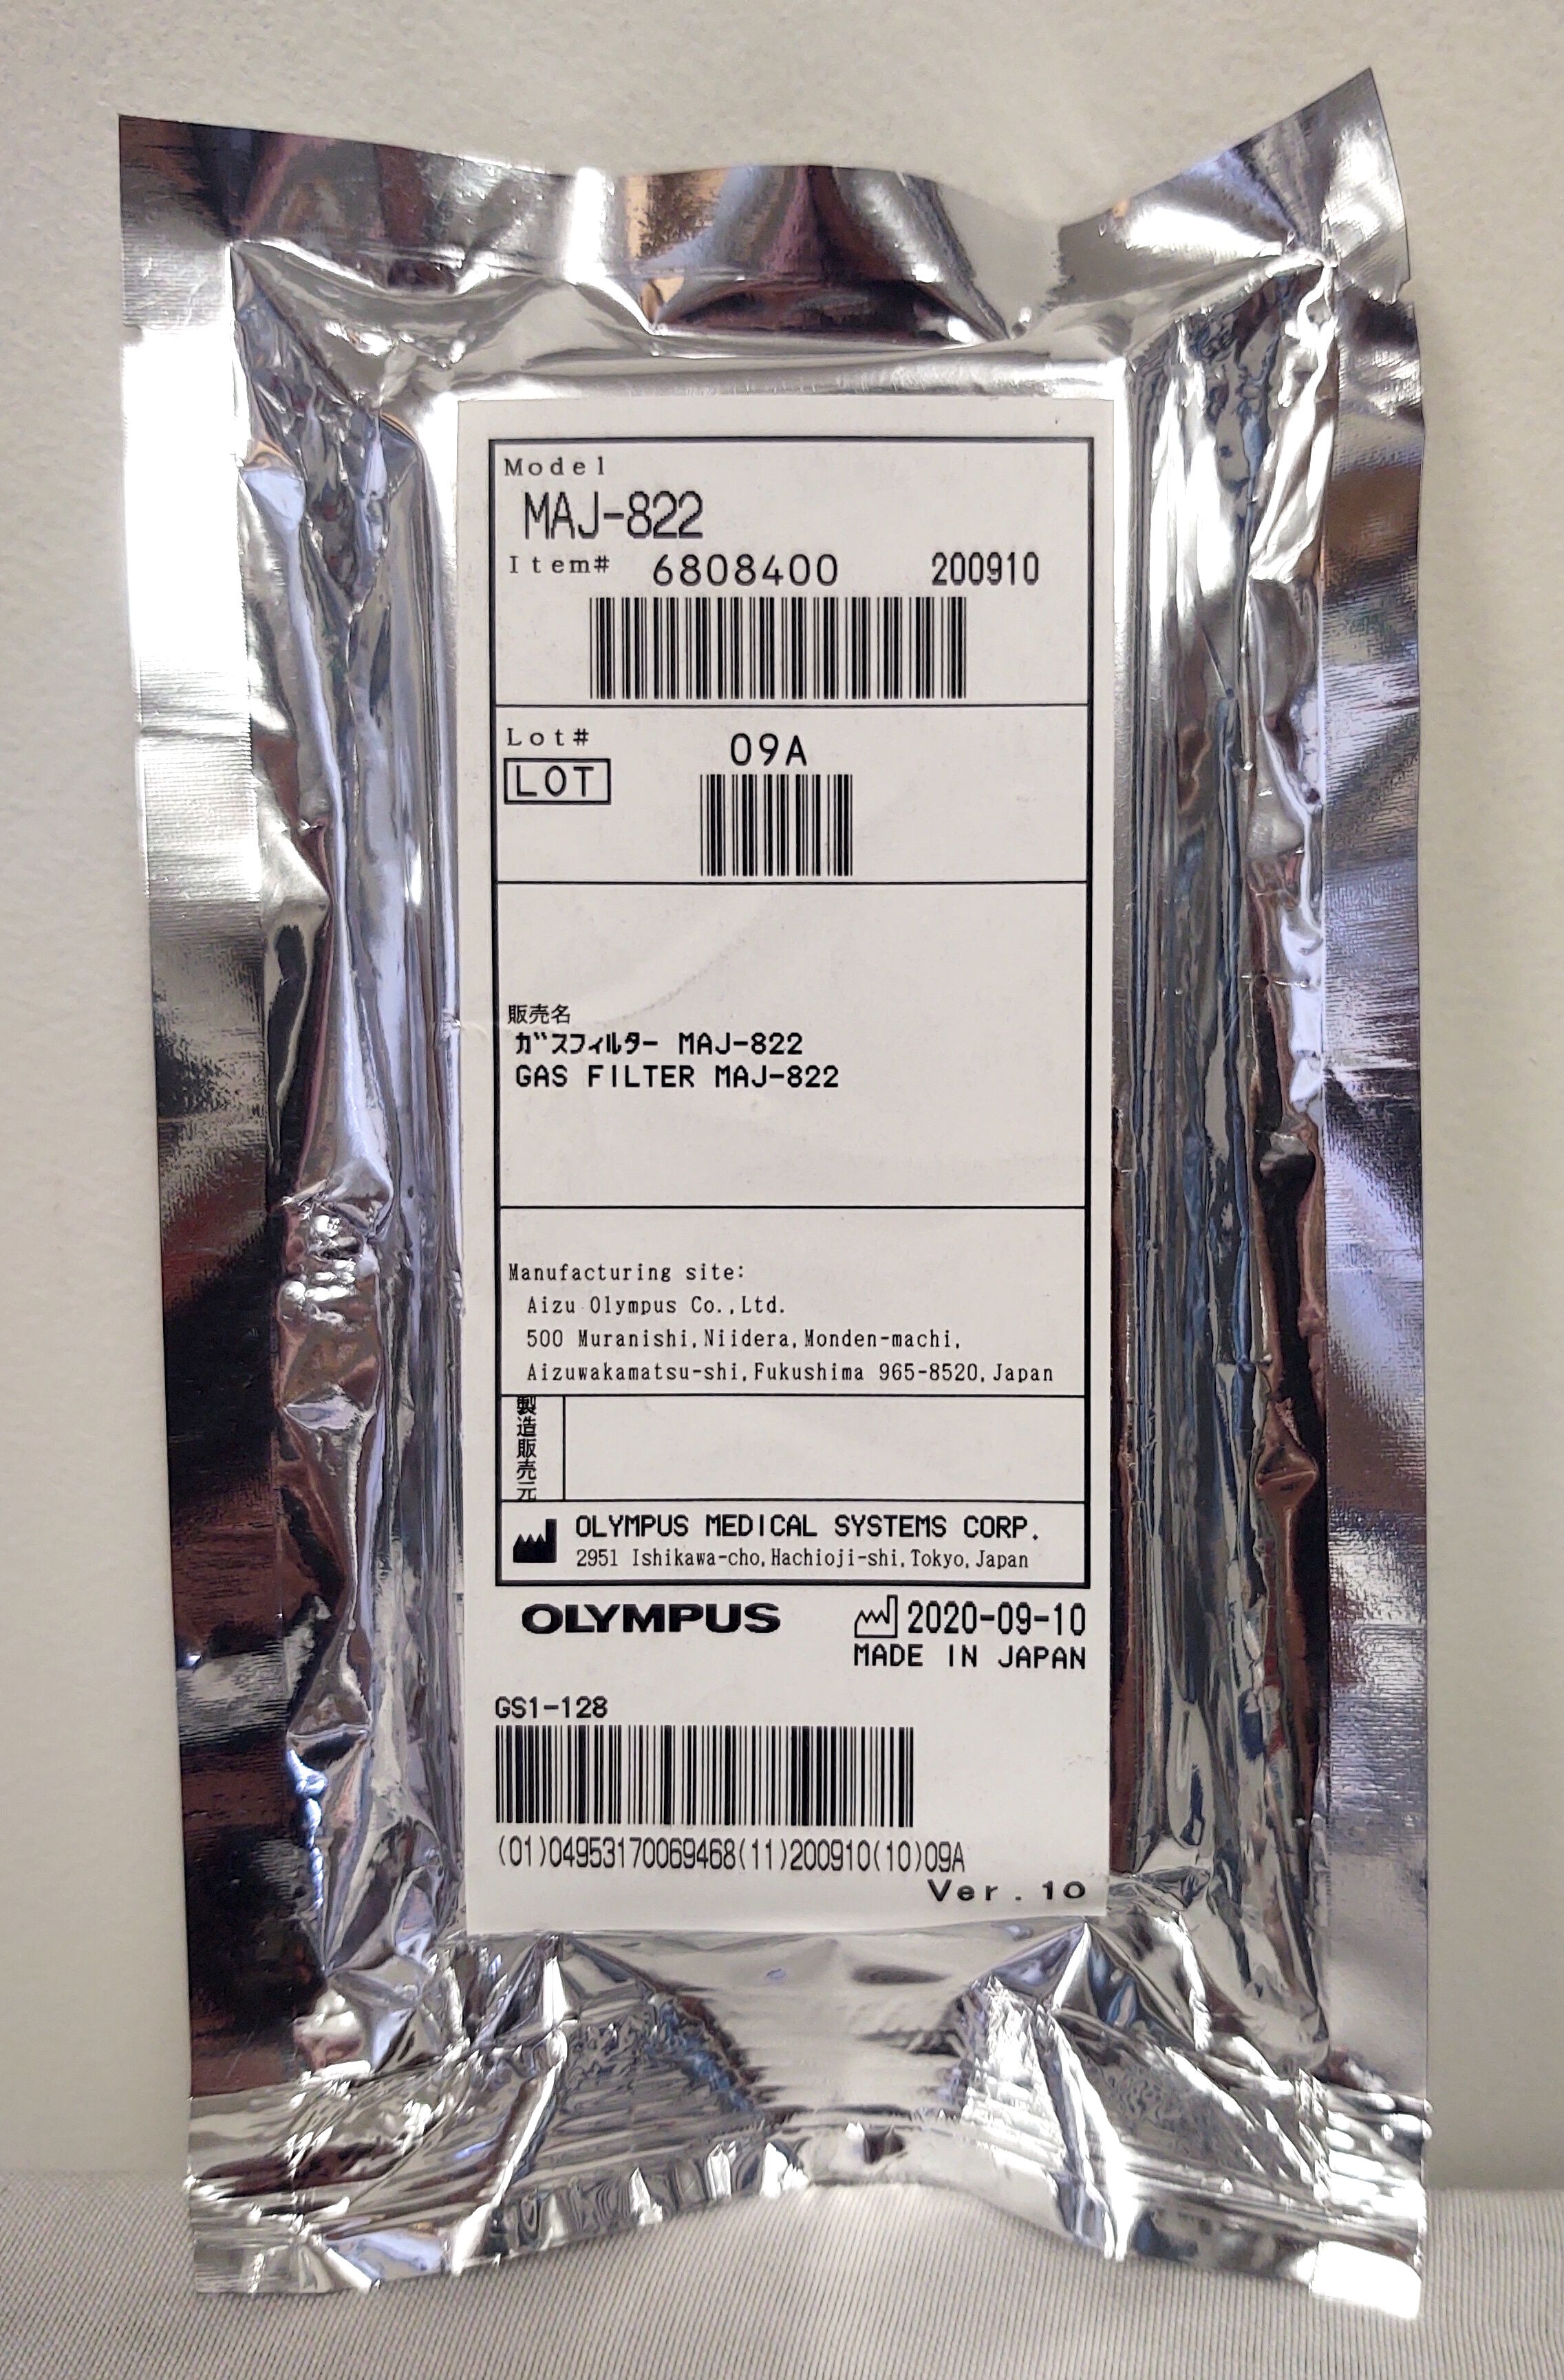 Model
MAJ-822
Item# 6808400 200910
Lot# 09A
LOT
販売名
ガスフィルター MAJ-822
GAS FILTER MAJ-822
Manufacturing site:
Aizu Olympus Co.,Ltd.
500 Muranishi,Niidera,Monden-machi,
Aizuwakamatsu-shi,Fukushima 965-8520,Japan
製造販売元
OLYMPUS MEDICAL SYSTEMS CORP.
2951 Ishikawa-cho,Hachioji-shi,Tokyo,Japan
OLYMPUS 2020-09-10
MADE IN JAPAN
GS1-128
(01)04953170069468(11)200910(10)09A
Ver.10